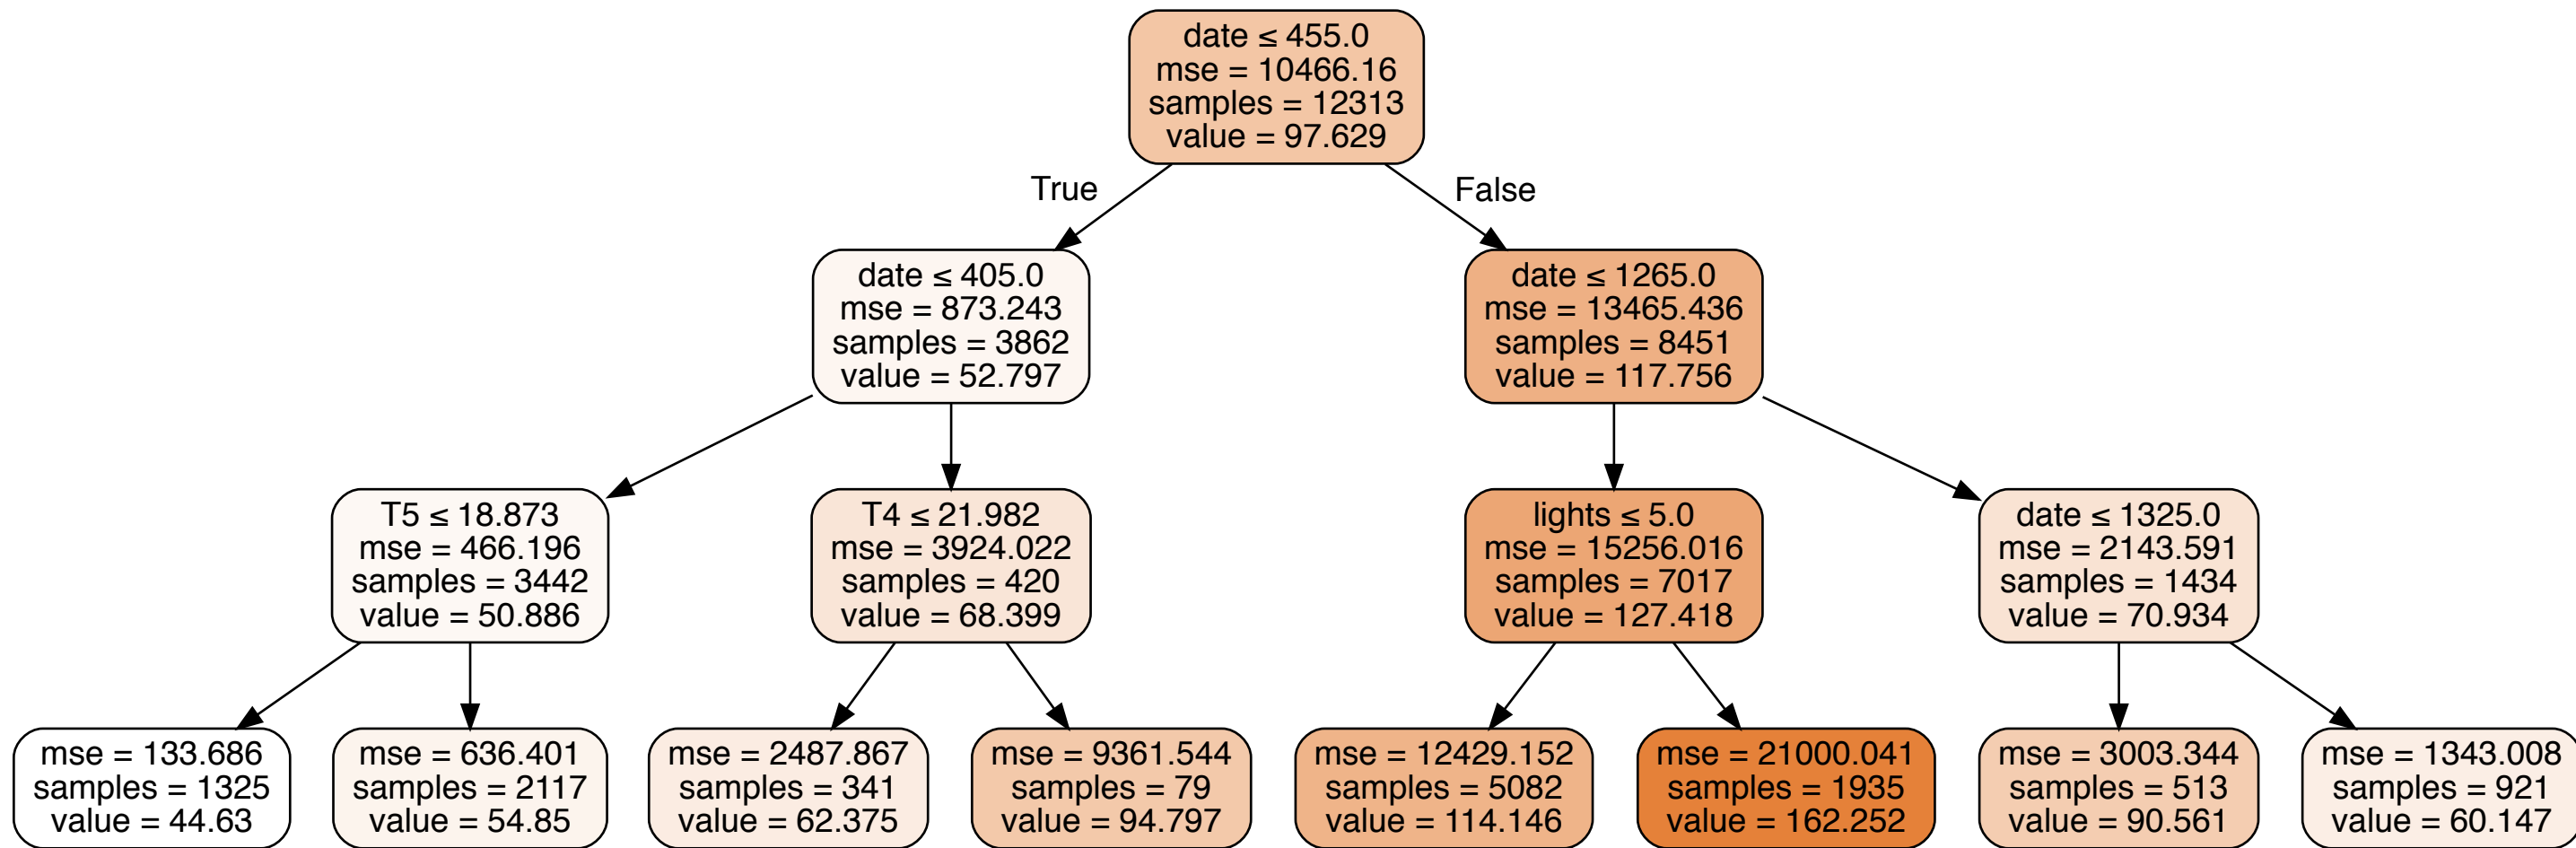 date ≤ 455.0
mse = 10466.16
samples = 12313
value = 97.629
True
False
date ≤ 405.0
mse = 873.243
samples = 3862
value = 52.797
date ≤ 1265.0
mse = 13465.436
samples = 8451
value = 117.756
T5 ≤ 18.873
mse = 466.196
samples = 3442
value = 50.886
T4 ≤ 21.982
mse = 3924.022
samples = 420
value = 68.399
lights ≤ 5.0
mse = 15256.016
samples = 7017
value = 127.418
date ≤ 1325.0
mse = 2143.591
samples = 1434
value = 70.934
mse = 133.686
samples = 1325
value = 44.63
mse = 636.401
samples = 2117
value = 54.85
mse = 2487.867
samples = 341
value = 62.375
mse = 9361.544
samples = 79
value = 94.797
mse = 12429.152
samples = 5082
value = 114.146
mse = 21000.041
samples = 1935
value = 162.252
mse = 3003.344
samples = 513
value = 90.561
mse = 1343.008
samples = 921
value = 60.147